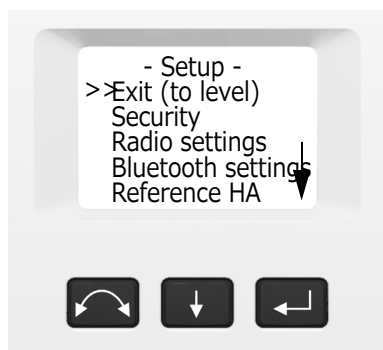 - Setup -
>>Exit (to level)
Security
Radio settings
Bluetooth settings
Reference HA